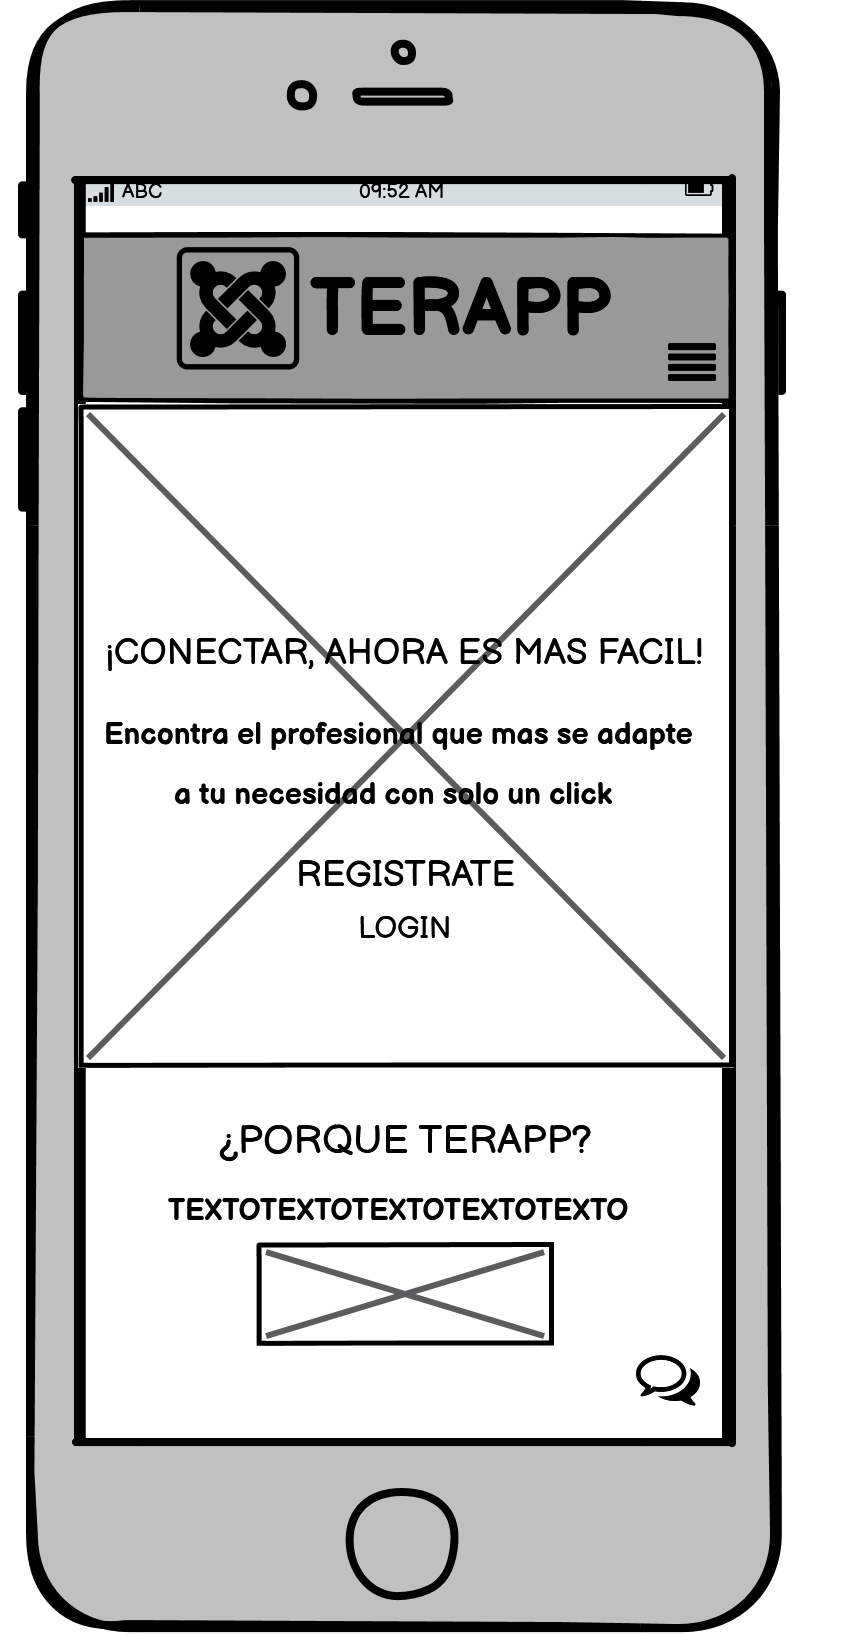 ABC 09:52 AM
TERAPP
¡CONECTAR, AHORA ES MAS FACIL!
Encontra el profesional que mas se adapte
a tu necesidad con solo un click
REGISTRATE
LOGIN
¿PORQUE TERAPP?
TEXTOTEXTOTEXTOTEXTOTEXTO